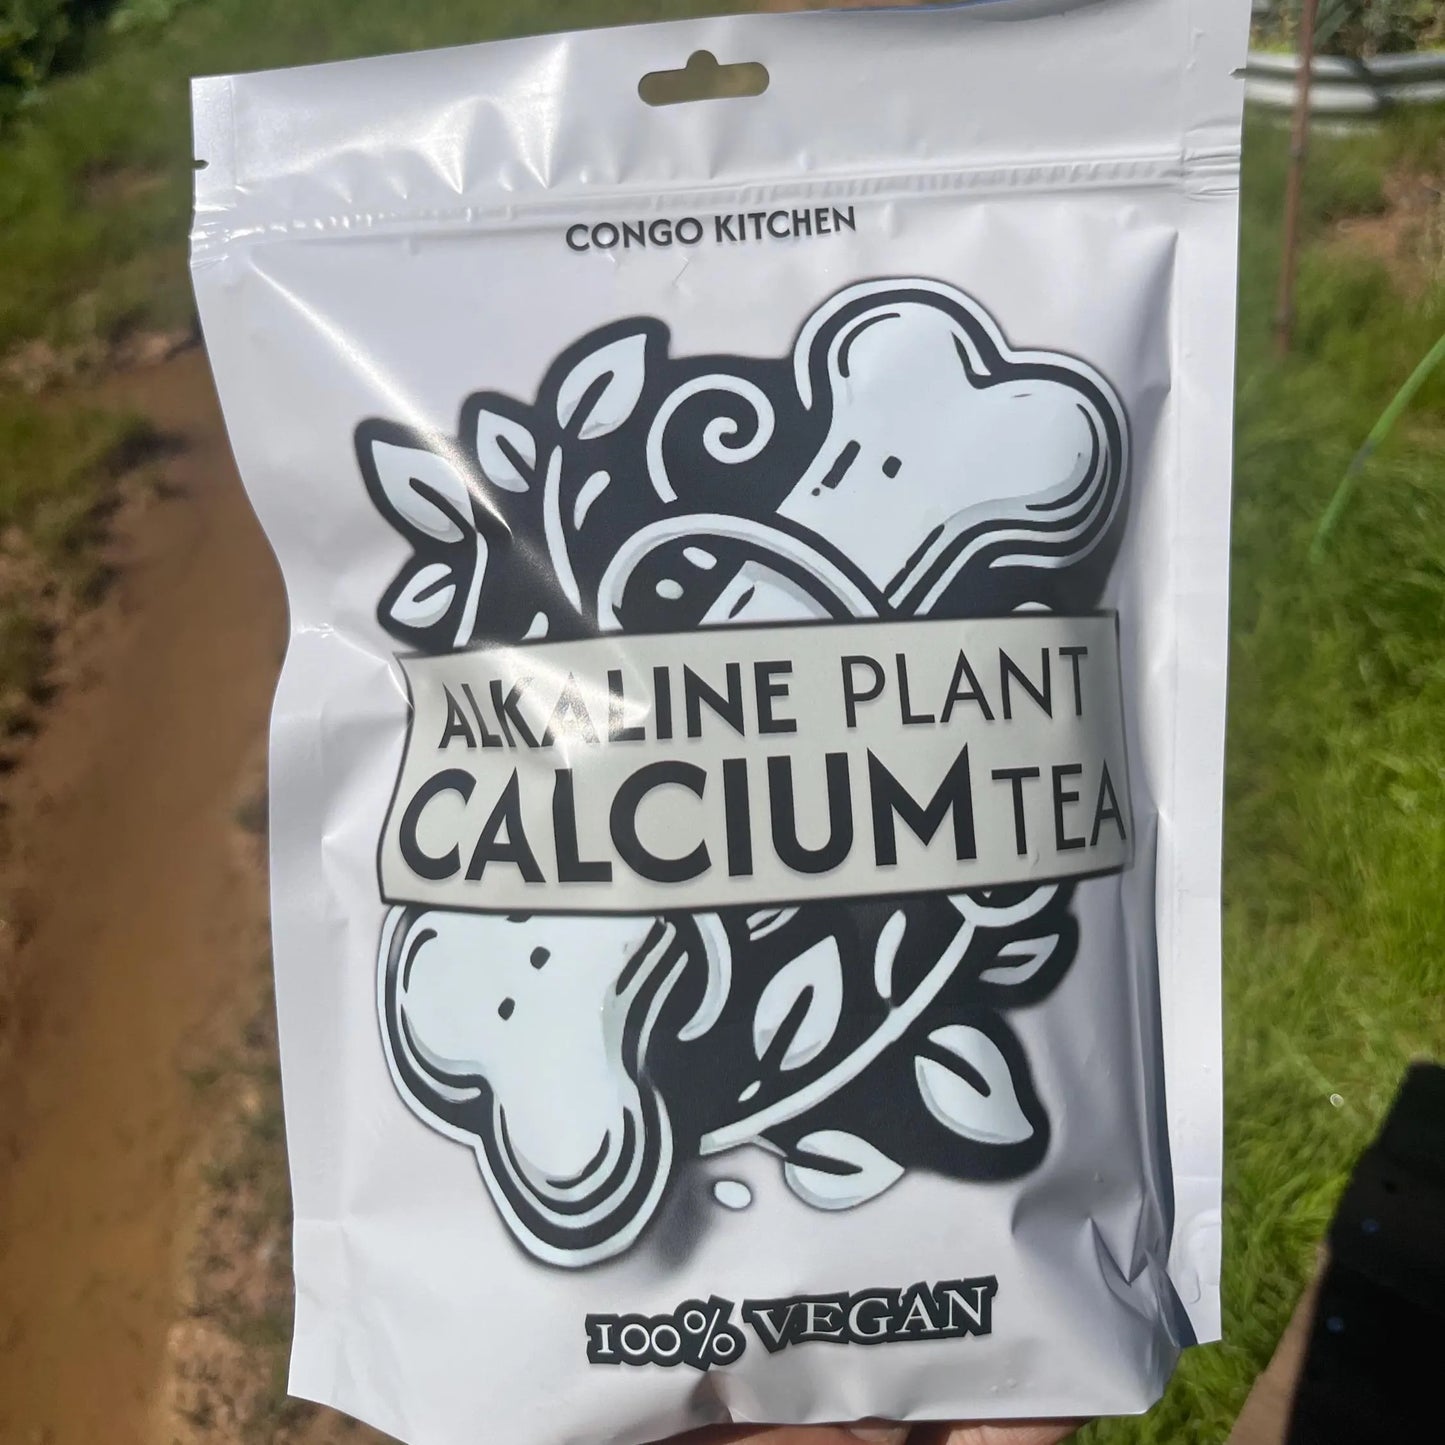 CONGO KITCHEN
ALKALINE PLANT
CALCIUM TEA
100% VEGAN